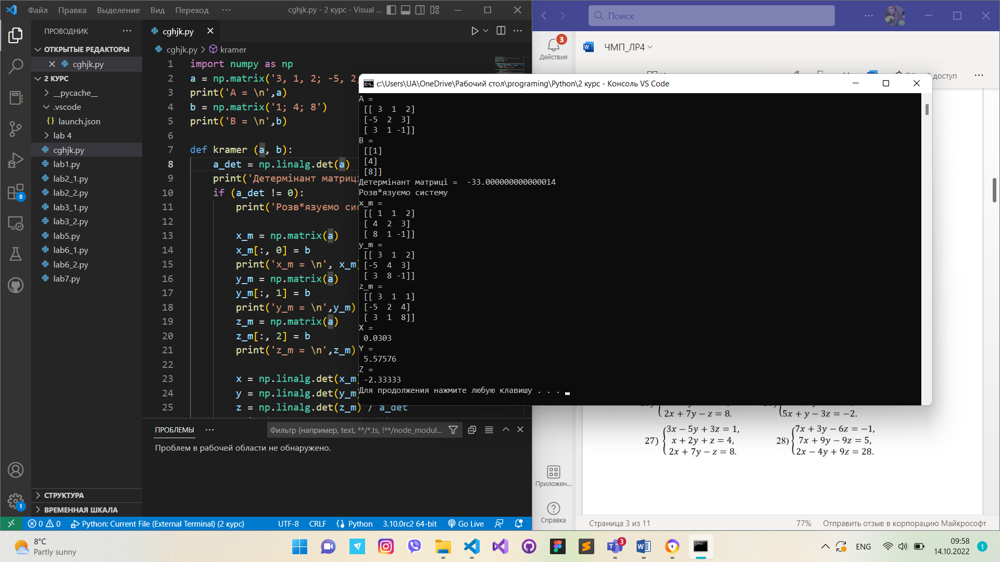 Файл Правка Выделение Вид Переход ···
cghjk.py - 2 курс - Visual ...
ПРОВОДНИК ···
ОТКРЫТЫЕ РЕДАКТОРЫ
cghjk.py
2 КУРС
__pycache__
.vscode
launch.json
lab 4
cghjk.py
lab1.py
lab2_1.py
lab2_2.py
lab3_1.py
lab3_2.py
lab5.py
lab6_1.py
lab6_2.py
lab7.py
СТРУКТУРА
ВРЕМЕННАЯ ШКАЛА
8
1
cghjk.py
cghjk.py > kramer
1 import numpy as np
2 a = np.matrix('3, 1, 2; -5, 2
3 print('A = \n',a)
4 b = np.matrix('1; 4; 8')
5 print('B = \n',b)
6
7 def kramer (a, b):
8 a_det = np.linalg.det(a)
9 print('Детермінант матриці
10 if (a_det != 0):
11 print('Розв*язуємо сис
12
13 x_m = np.matrix(a)
14 x_m[:, 0] = b
15 print('x_m = \n', x_m)
16 y_m = np.matrix(a)
17 y_m[:, 1] = b
18 print('y_m = \n',y_m)
19 z_m = np.matrix(a)
20 z_m[:, 2] = b
21 print('z_m = \n',z_m)
22
23 x = np.linalg.det(x_m)
24 y = np.linalg.det(y_m)
25 z = np.linalg.det(z_m) / a_det
ПРОБЛЕМЫ ···
Фильтр (например, text, **/*.ts, !**/node_modul...
Проблем в рабочей области не обнаружено.
0 0 Python: Current File (External Terminal) (2 курс) UTF-8 CRLF Python 3.10.0rc2 64-bit Go Live
c:\Users\UA\OneDrive\Рабочий стол\programing\Python\2 курс - Консоль VS Code
A =
[[ 3 1 2]
[-5 2 3]
[ 3 1 -1]]
B =
[[1]
[4]
[8]]
Детермінант матриці = -33.000000000000014
Розв*язуємо систему
x_m =
[[ 1 1 2]
[ 4 2 3]
[ 8 1 -1]]
y_m =
[[ 3 1 2]
[-5 4 3]
[ 3 8 -1]]
z_m =
[[ 3 1 1]
[-5 2 4]
[ 3 1 8]]
X =
0.0303
Y =
5.57576
Z =
-2.33333
Для продолжения нажмите любую клавишу . . .
Поиск
3
Действия
ЧМП_ЛР4
доступ ···
2x + 7y − z = 8.
5x + y − 3z = −2.
27) 3x − 5y + 3z = 1,
x + 2y + z = 4,
2x + 7y − z = 8.
28) 7x + 3y − 6z = −1,
7x + 9y − 9z = 5,
2x − 4y + 9z = 28.
Приложен...
Справка
Страница 3 из 11 77% Отправить отзыв в корпорацию Майкрософт
8°C
Partly sunny
3
ENG
09:58
14.10.2022
1